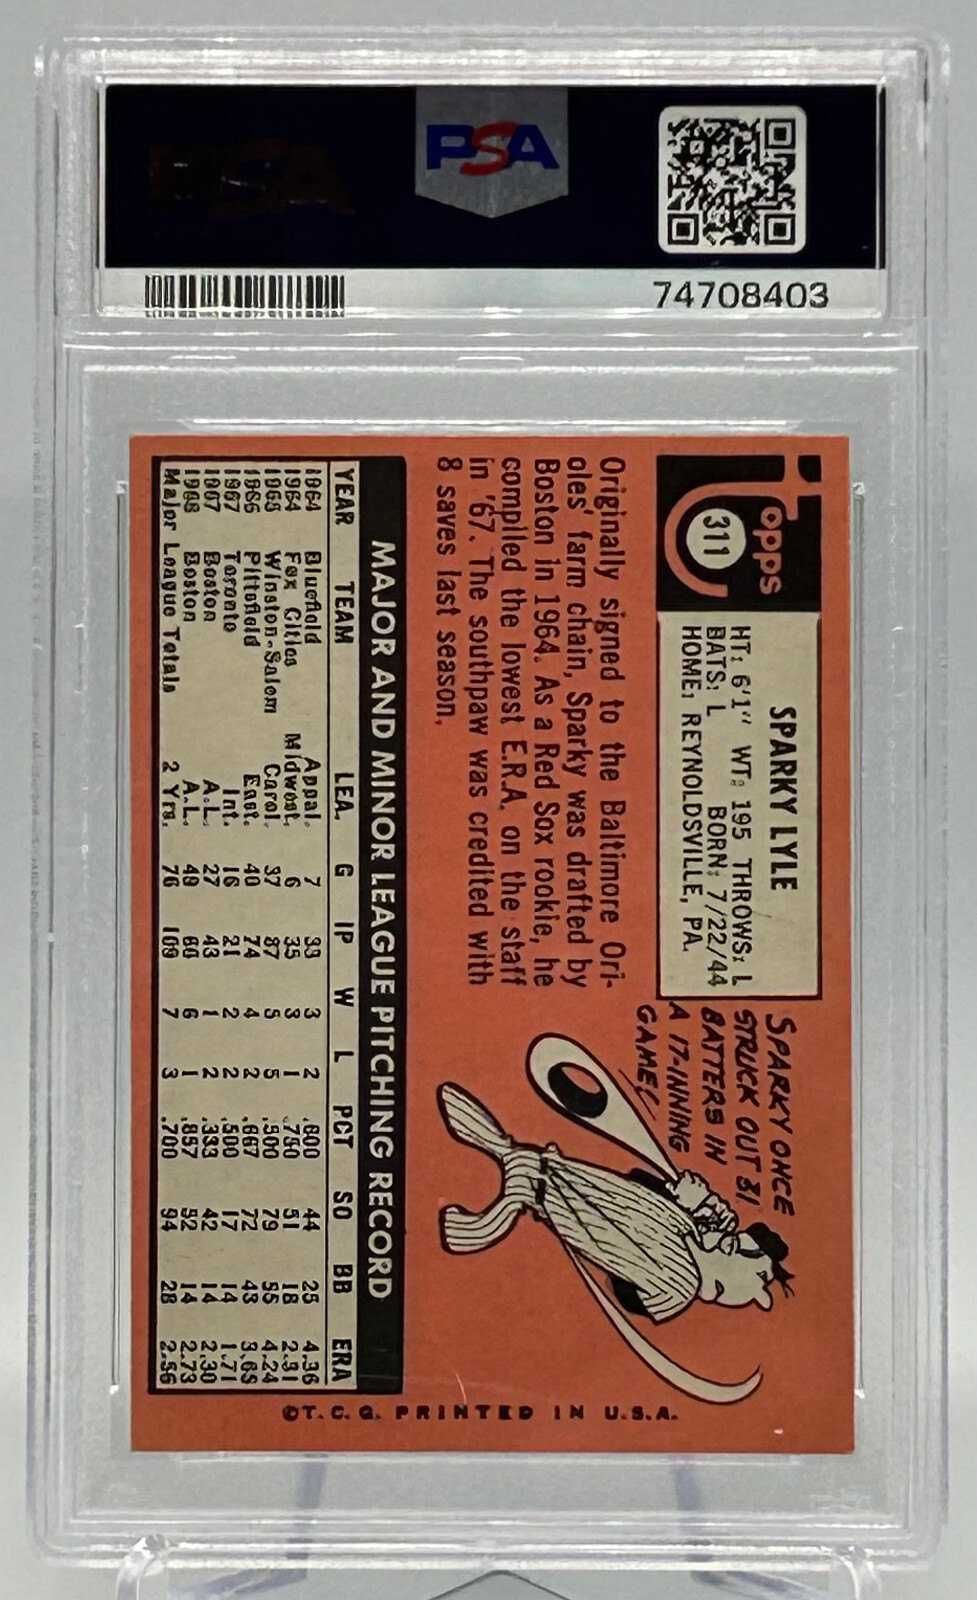 PSA
74708403
Topps
311
SPARKY LYLE
HT: 6'1" WT: 195 THROWS: L
BATS: L BORN: 7/22/44
HOME: REYNOLDSVILLE, PA.
Originally signed to the Baltimore Ori-
oles' farm chain, Sparky was drafted by
Boston in 1964. As a Red Sox rookie, he
compiled the lowest E.R.A. on the staff
in '67. The southpaw was credited with
8 saves last season.
SPARKY ONCE
STRUCK OUT 31
BATTERS IN
A 17-INNING
GAME!
MAJOR AND MINOR LEAGUE PITCHING RECORD
YEAR TEAM LEA. G IP W L PCT SO BB ERA
1964 Bluefield Appal. 7 33 3 2 .600 44 25 4.36
1964 Fox Cities Midwest. 6 35 3 1 .750 51 18 2.31
1965 Winston-Salem Carol. 37 87 5 5 .500 79 55 4.24
1966 Pittsfield East. 40 74 4 2 .667 72 43 3.65
1967 Toronto Int. 16 21 2 2 .500 17 14 1.71
1967 Boston A.L. 27 43 1 2 .333 42 14 2.30
1968 Boston A.L. 49 66 6 1 .857 52 14 2.73
Major League Totals 2 Yrs. 76 109 7 3 .700 94 28 2.56
©T.C.G. PRINTED IN U.S.A.